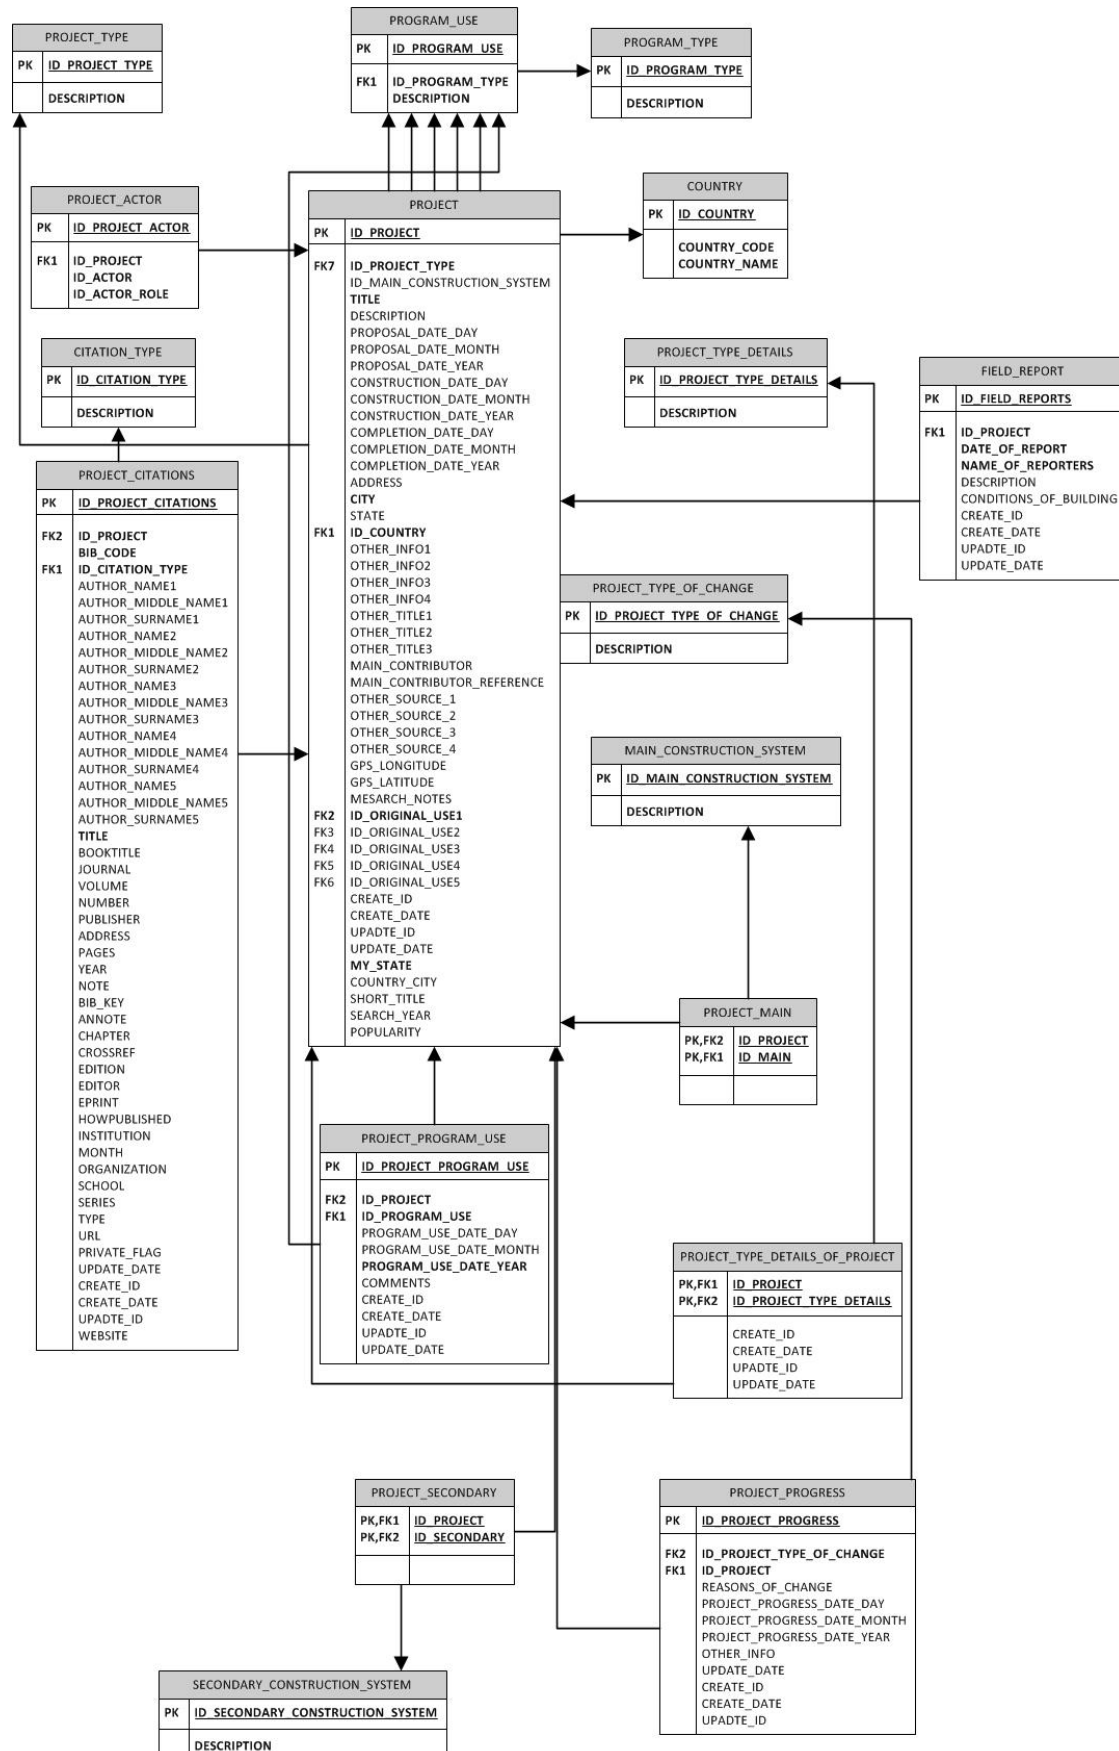 PROJECT_TYPE
PK ID_PROJECT_TYPE
DESCRIPTION
PROGRAM_USE
PK ID_PROGRAM_USE
FK1 ID_PROGRAM_TYPE
DESCRIPTION
PROGRAM_TYPE
PK ID_PROGRAM_TYPE
DESCRIPTION
PROJECT_ACTOR
PK ID_PROJECT_ACTOR
FK1 ID_PROJECT
ID_ACTOR
ID_ACTOR_ROLE
PROJECT
PK ID_PROJECT
FK7 ID_PROJECT_TYPE
ID_MAIN_CONSTRUCTION_SYSTEM
TITLE
DESCRIPTION
PROPOSAL_DATE_DAY
PROPOSAL_DATE_MONTH
PROPOSAL_DATE_YEAR
CONSTRUCTION_DATE_DAY
CONSTRUCTION_DATE_MONTH
CONSTRUCTION_DATE_YEAR
COMPLETION_DATE_DAY
COMPLETION_DATE_MONTH
COMPLETION_DATE_YEAR
ADDRESS
CITY
STATE
FK1 ID_COUNTRY
OTHER_INFO1
OTHER_INFO2
OTHER_INFO3
OTHER_INFO4
OTHER_TITLE1
OTHER_TITLE2
OTHER_TITLE3
MAIN_CONTRIBUTOR
MAIN_CONTRIBUTOR_REFERENCE
OTHER_SOURCE_1
OTHER_SOURCE_2
OTHER_SOURCE_3
OTHER_SOURCE_4
GPS_LONGITUDE
GPS_LATITUDE
MESARCH_NOTES
FK2 ID_ORIGINAL_USE1
FK3 ID_ORIGINAL_USE2
FK4 ID_ORIGINAL_USE3
FK5 ID_ORIGINAL_USE4
FK6 ID_ORIGINAL_USE5
CREATE_ID
CREATE_DATE
UPADTE_ID
UPDATE_DATE
MY_STATE
COUNTRY_CITY
SHORT_TITLE
SEARCH_YEAR
POPULARITY
COUNTRY
PK ID_COUNTRY
COUNTRY_CODE
COUNTRY_NAME
CITATION_TYPE
PK ID_CITATION_TYPE
DESCRIPTION
PROJECT_TYPE_DETAILS
PK ID_PROJECT_TYPE_DETAILS
DESCRIPTION
FIELD_REPORT
PK ID_FIELD_REPORTS
FK1 ID_PROJECT
DATE_OF_REPORT
NAME_OF_REPORTERS
DESCRIPTION
CONDITIONS_OF_BUILDING
CREATE_ID
CREATE_DATE
UPADTE_ID
UPDATE_DATE
PROJECT_CITATIONS
PK ID_PROJECT_CITATIONS
FK2 ID_PROJECT
BIB_CODE
FK1 ID_CITATION_TYPE
AUTHOR_NAME1
AUTHOR_MIDDLE_NAME1
AUTHOR_SURNAME1
AUTHOR_NAME2
AUTHOR_MIDDLE_NAME2
AUTHOR_SURNAME2
AUTHOR_NAME3
AUTHOR_MIDDLE_NAME3
AUTHOR_SURNAME3
AUTHOR_NAME4
AUTHOR_MIDDLE_NAME4
AUTHOR_SURNAME4
AUTHOR_NAME5
AUTHOR_MIDDLE_NAME5
AUTHOR_SURNAME5
TITLE
BOOKTITLE
JOURNAL
VOLUME
NUMBER
PUBLISHER
ADDRESS
PAGES
YEAR
NOTE
BIB_KEY
ANNOTE
CHAPTER
CROSSREF
EDITION
EDITOR
EPRINT
HOWPUBLISHED
INSTITUTION
MONTH
ORGANIZATION
SCHOOL
SERIES
TYPE
URL
PRIVATE_FLAG
UPDATE_DATE
CREATE_ID
CREATE_DATE
UPADTE_ID
WEBSITE
PROJECT_TYPE_OF_CHANGE
PK ID_PROJECT_TYPE_OF_CHANGE
DESCRIPTION
MAIN_CONSTRUCTION_SYSTEM
PK ID_MAIN_CONSTRUCTION_SYSTEM
DESCRIPTION
PROJECT_MAIN
PK,FK2 ID_PROJECT
PK,FK1 ID_MAIN
PROJECT_PROGRAM_USE
PK ID_PROJECT_PROGRAM_USE
FK2 ID_PROJECT
FK1 ID_PROGRAM_USE
PROGRAM_USE_DATE_DAY
PROGRAM_USE_DATE_MONTH
PROGRAM_USE_DATE_YEAR
COMMENTS
CREATE_ID
CREATE_DATE
UPADTE_ID
UPDATE_DATE
PROJECT_TYPE_DETAILS_OF_PROJECT
PK,FK1 ID_PROJECT
PK,FK2 ID_PROJECT_TYPE_DETAILS
CREATE_ID
CREATE_DATE
UPADTE_ID
UPDATE_DATE
PROJECT_SECONDARY
PK,FK1 ID_PROJECT
PK,FK2 ID_SECONDARY
PROJECT_PROGRESS
PK ID_PROJECT_PROGRESS
FK2 ID_PROJECT_TYPE_OF_CHANGE
FK1 ID_PROJECT
REASONS_OF_CHANGE
PROJECT_PROGRESS_DATE_DAY
PROJECT_PROGRESS_DATE_MONTH
PROJECT_PROGRESS_DATE_YEAR
OTHER_INFO
UPDATE_DATE
CREATE_ID
CREATE_DATE
UPADTE_ID
SECONDARY_CONSTRUCTION_SYSTEM
PK ID_SECONDARY_CONSTRUCTION_SYSTEM
DESCRIPTION